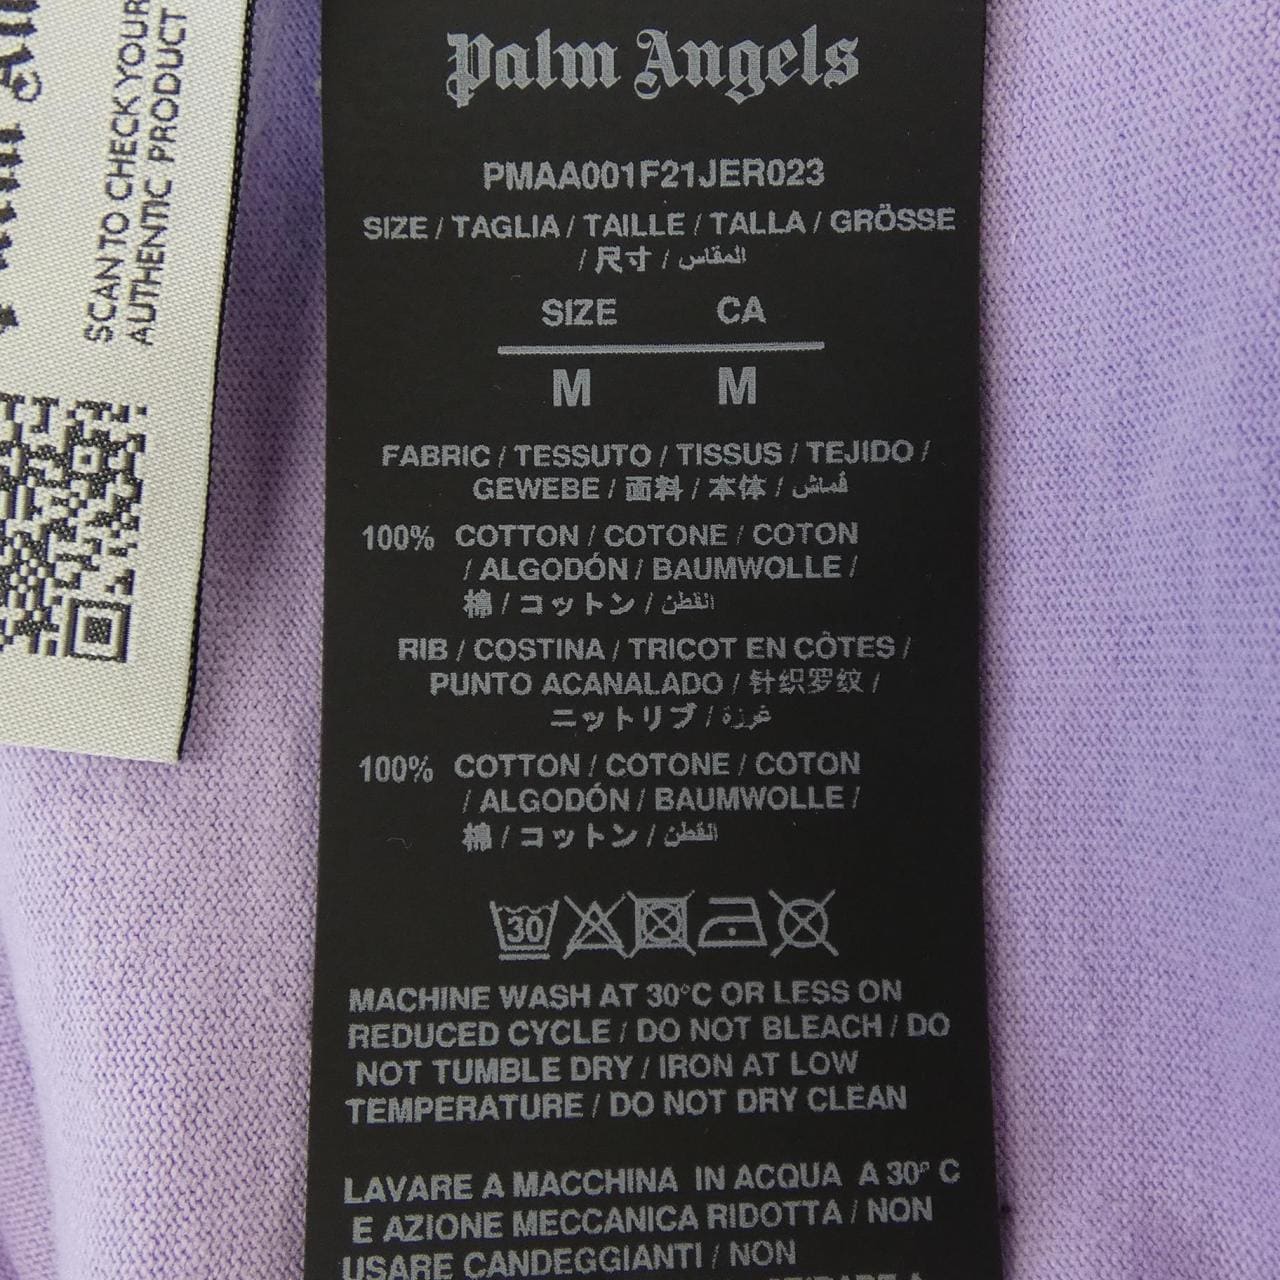 SCAN TO CHECK YOUR
AUTHENTIC PRODUCT
Palm Angels
PMAA001F21JER023
SIZE / TAGLIA / TAILLE / TALLA / GRÖSSE
/ 尺寸 / المقاس
SIZE CA
M M
FABRIC / TESSUTO / TISSUS / TEJIDO /
GEWEBE / 面料 / 本体 / قماش
100% COTTON / COTONE / COTON
/ ALGODÓN / BAUMWOLLE /
棉 / コットン / القطن
RIB / COSTINA / TRICOT EN CÔTES /
PUNTO ACANALADO / 针织罗纹 /
ニットリブ / غرزة
100% COTTON / COTONE / COTON
/ ALGODÓN / BAUMWOLLE /
棉 / コットン / القطن
30
MACHINE WASH AT 30°C OR LESS ON
REDUCED CYCLE / DO NOT BLEACH / DO
NOT TUMBLE DRY / IRON AT LOW
TEMPERATURE / DO NOT DRY CLEAN
LAVARE A MACCHINA IN ACQUA A 30° C
E AZIONE MECCANICA RIDOTTA / NON
USARE CANDEGGIANTI / NON